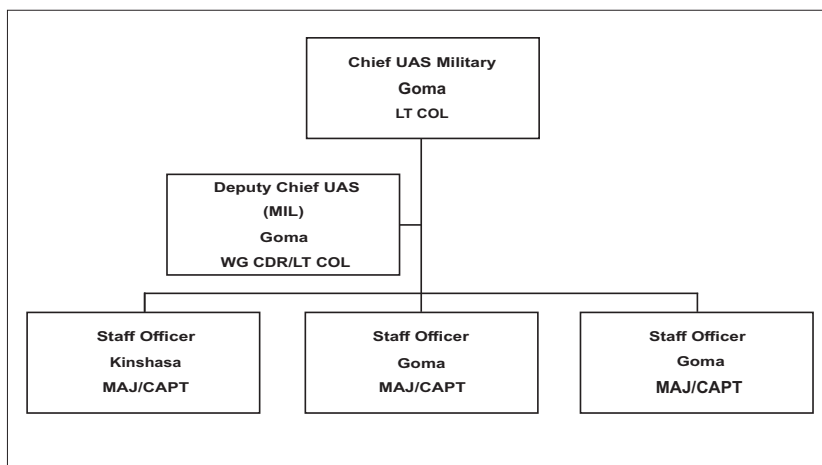 Chief UAS Military
Goma
LT COL
Deputy Chief UAS
(MIL)
Goma
WG CDR/LT COL
Staff Officer
Kinshasa
MAJ/CAPT
Staff Officer
Goma
MAJ/CAPT
Staff Officer
Goma
MAJ/CAPT